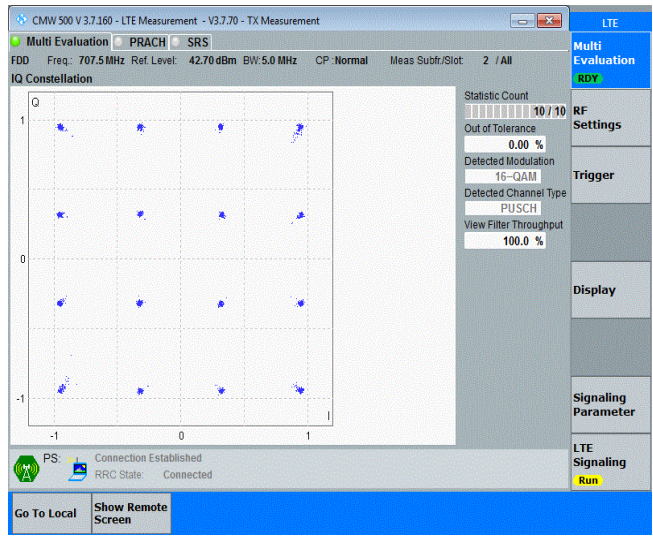 CMW 500 V 3.7.160 - LTE Measurement - V3.7.70 - TX Measurement
LTE
Multi Evaluation PRACH SRS
FDD Freq.: 707.5 MHz Ref. Level: 42.70 dBm BW: 5.0 MHz CP : Normal Meas Subfr./Slot: 2 / All
IQ Constellation
Q
1
0
-1
I
-1 0 1
Statistic Count
10 / 10
Out of Tolerance
0.00 %
Detected Modulation
16-QAM
Detected Channel Type
PUSCH
View Filter Throughput
100.0 %
Multi
Evaluation
RDY
RF
Settings
Trigger
Display
Signaling
Parameter
LTE
Signaling
Run
PS: Connection Established
RRC State: Connected
Go To Local
Show Remote
Screen